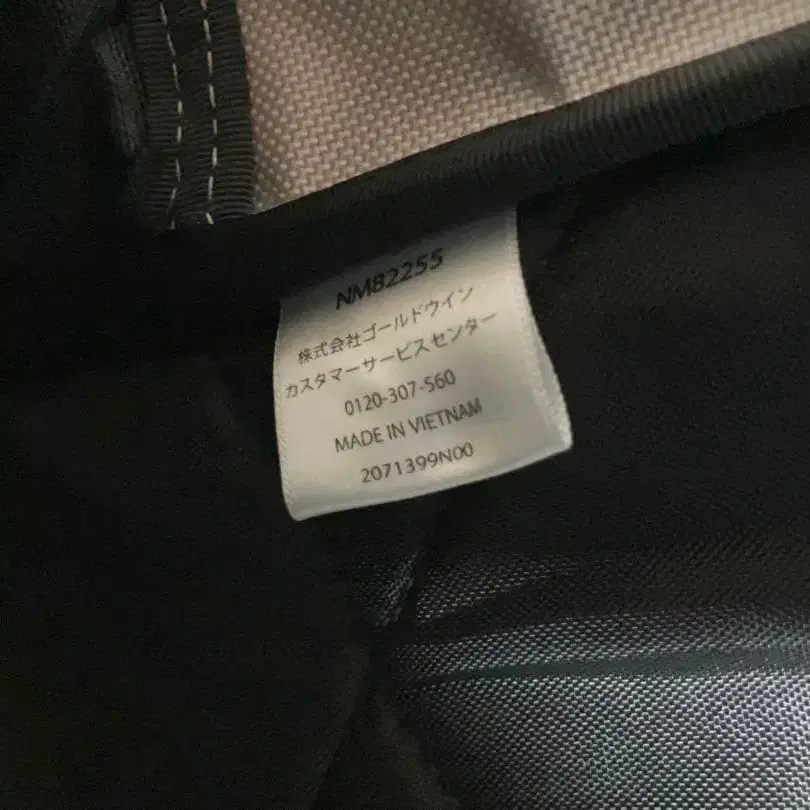 NM82255
株式会社ゴールドウイン
カスタマーサービスセンター
0120-307-560
MADE IN VIETNAM
2071399N00